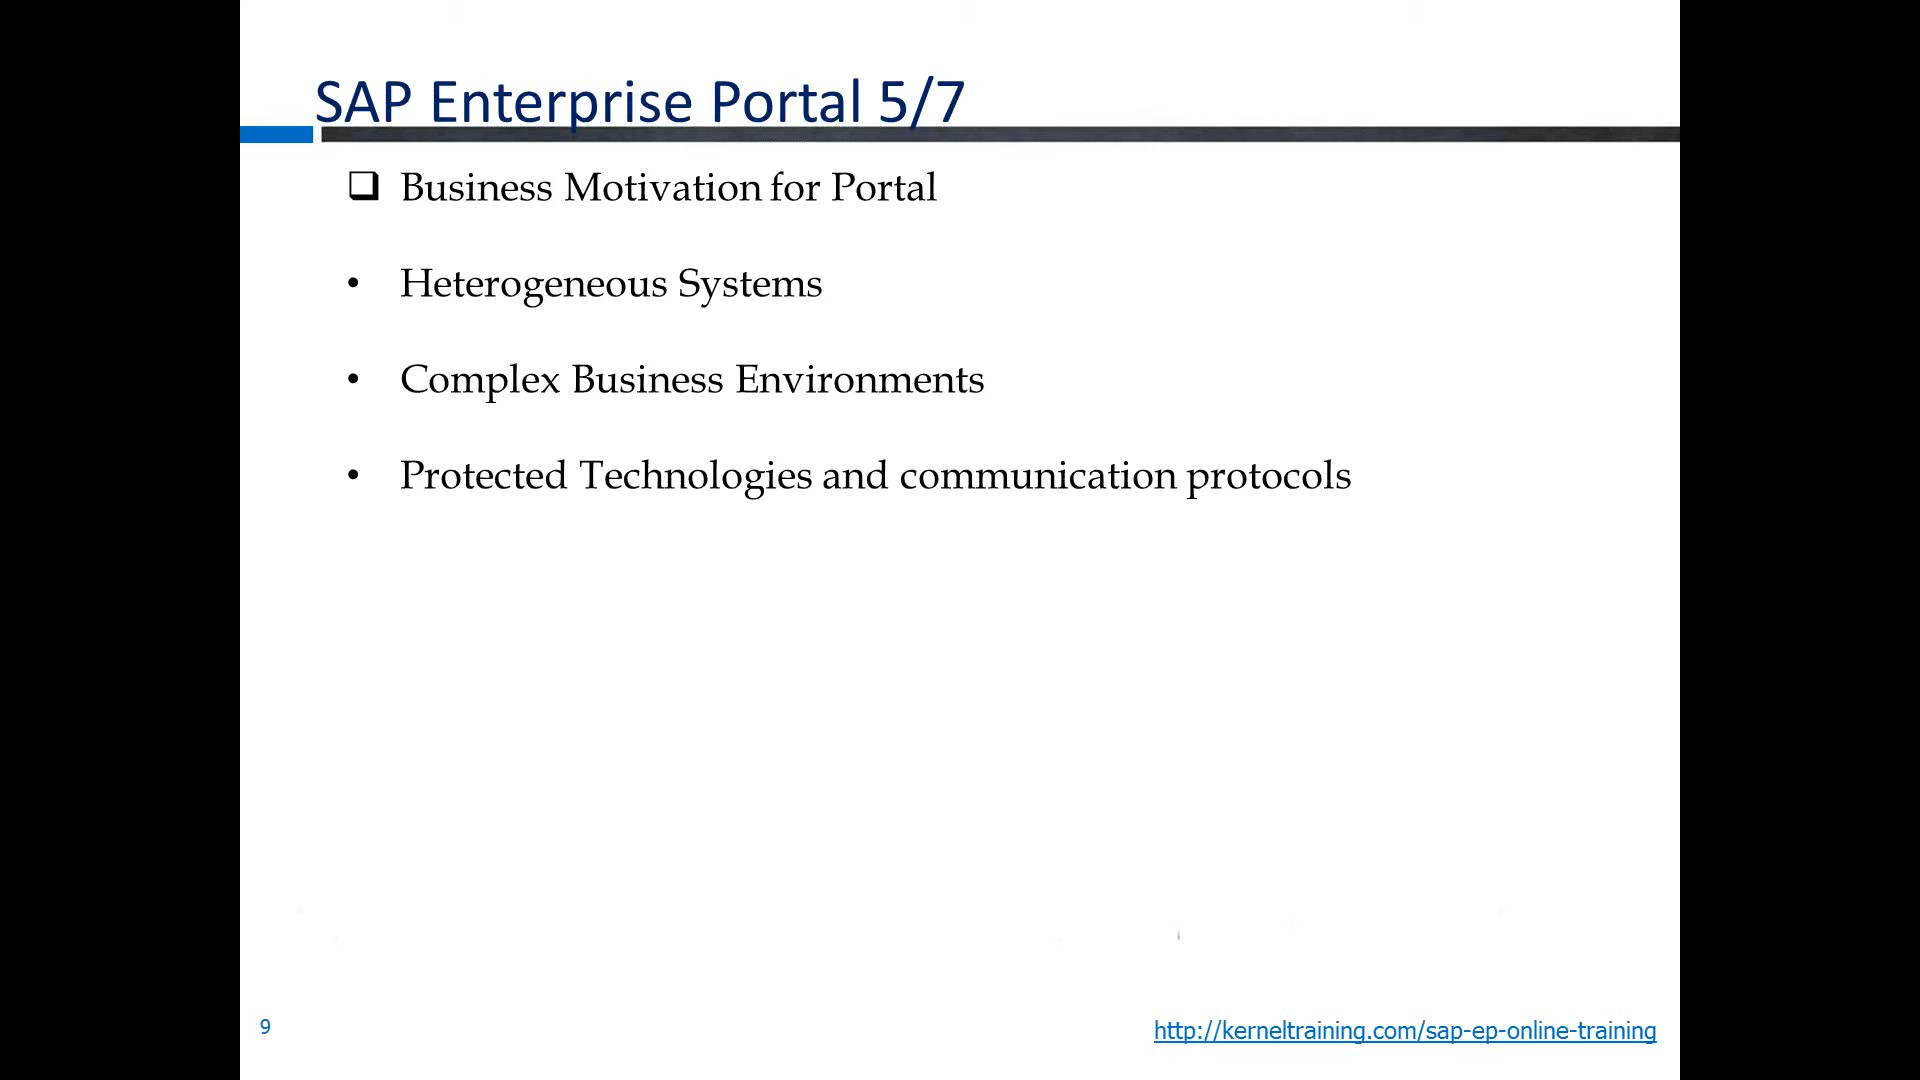 SAP Enterprise Portal 5/7
❑ Business Motivation for Portal
• Heterogeneous Systems
• Complex Business Environments
• Protected Technologies and communication protocols
9
http://kerneltraining.com/sap-ep-online-training